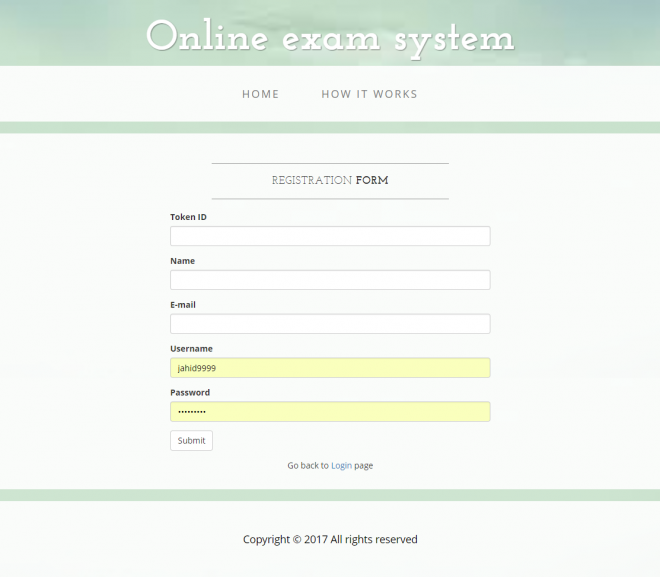 Online exam system
HOME HOW IT WORKS
REGISTRATION FORM
Token ID
Name
E-mail
Username
jahid9999
Password
•••••••••
Submit
Go back to Login page
Copyright © 2017 All rights reserved